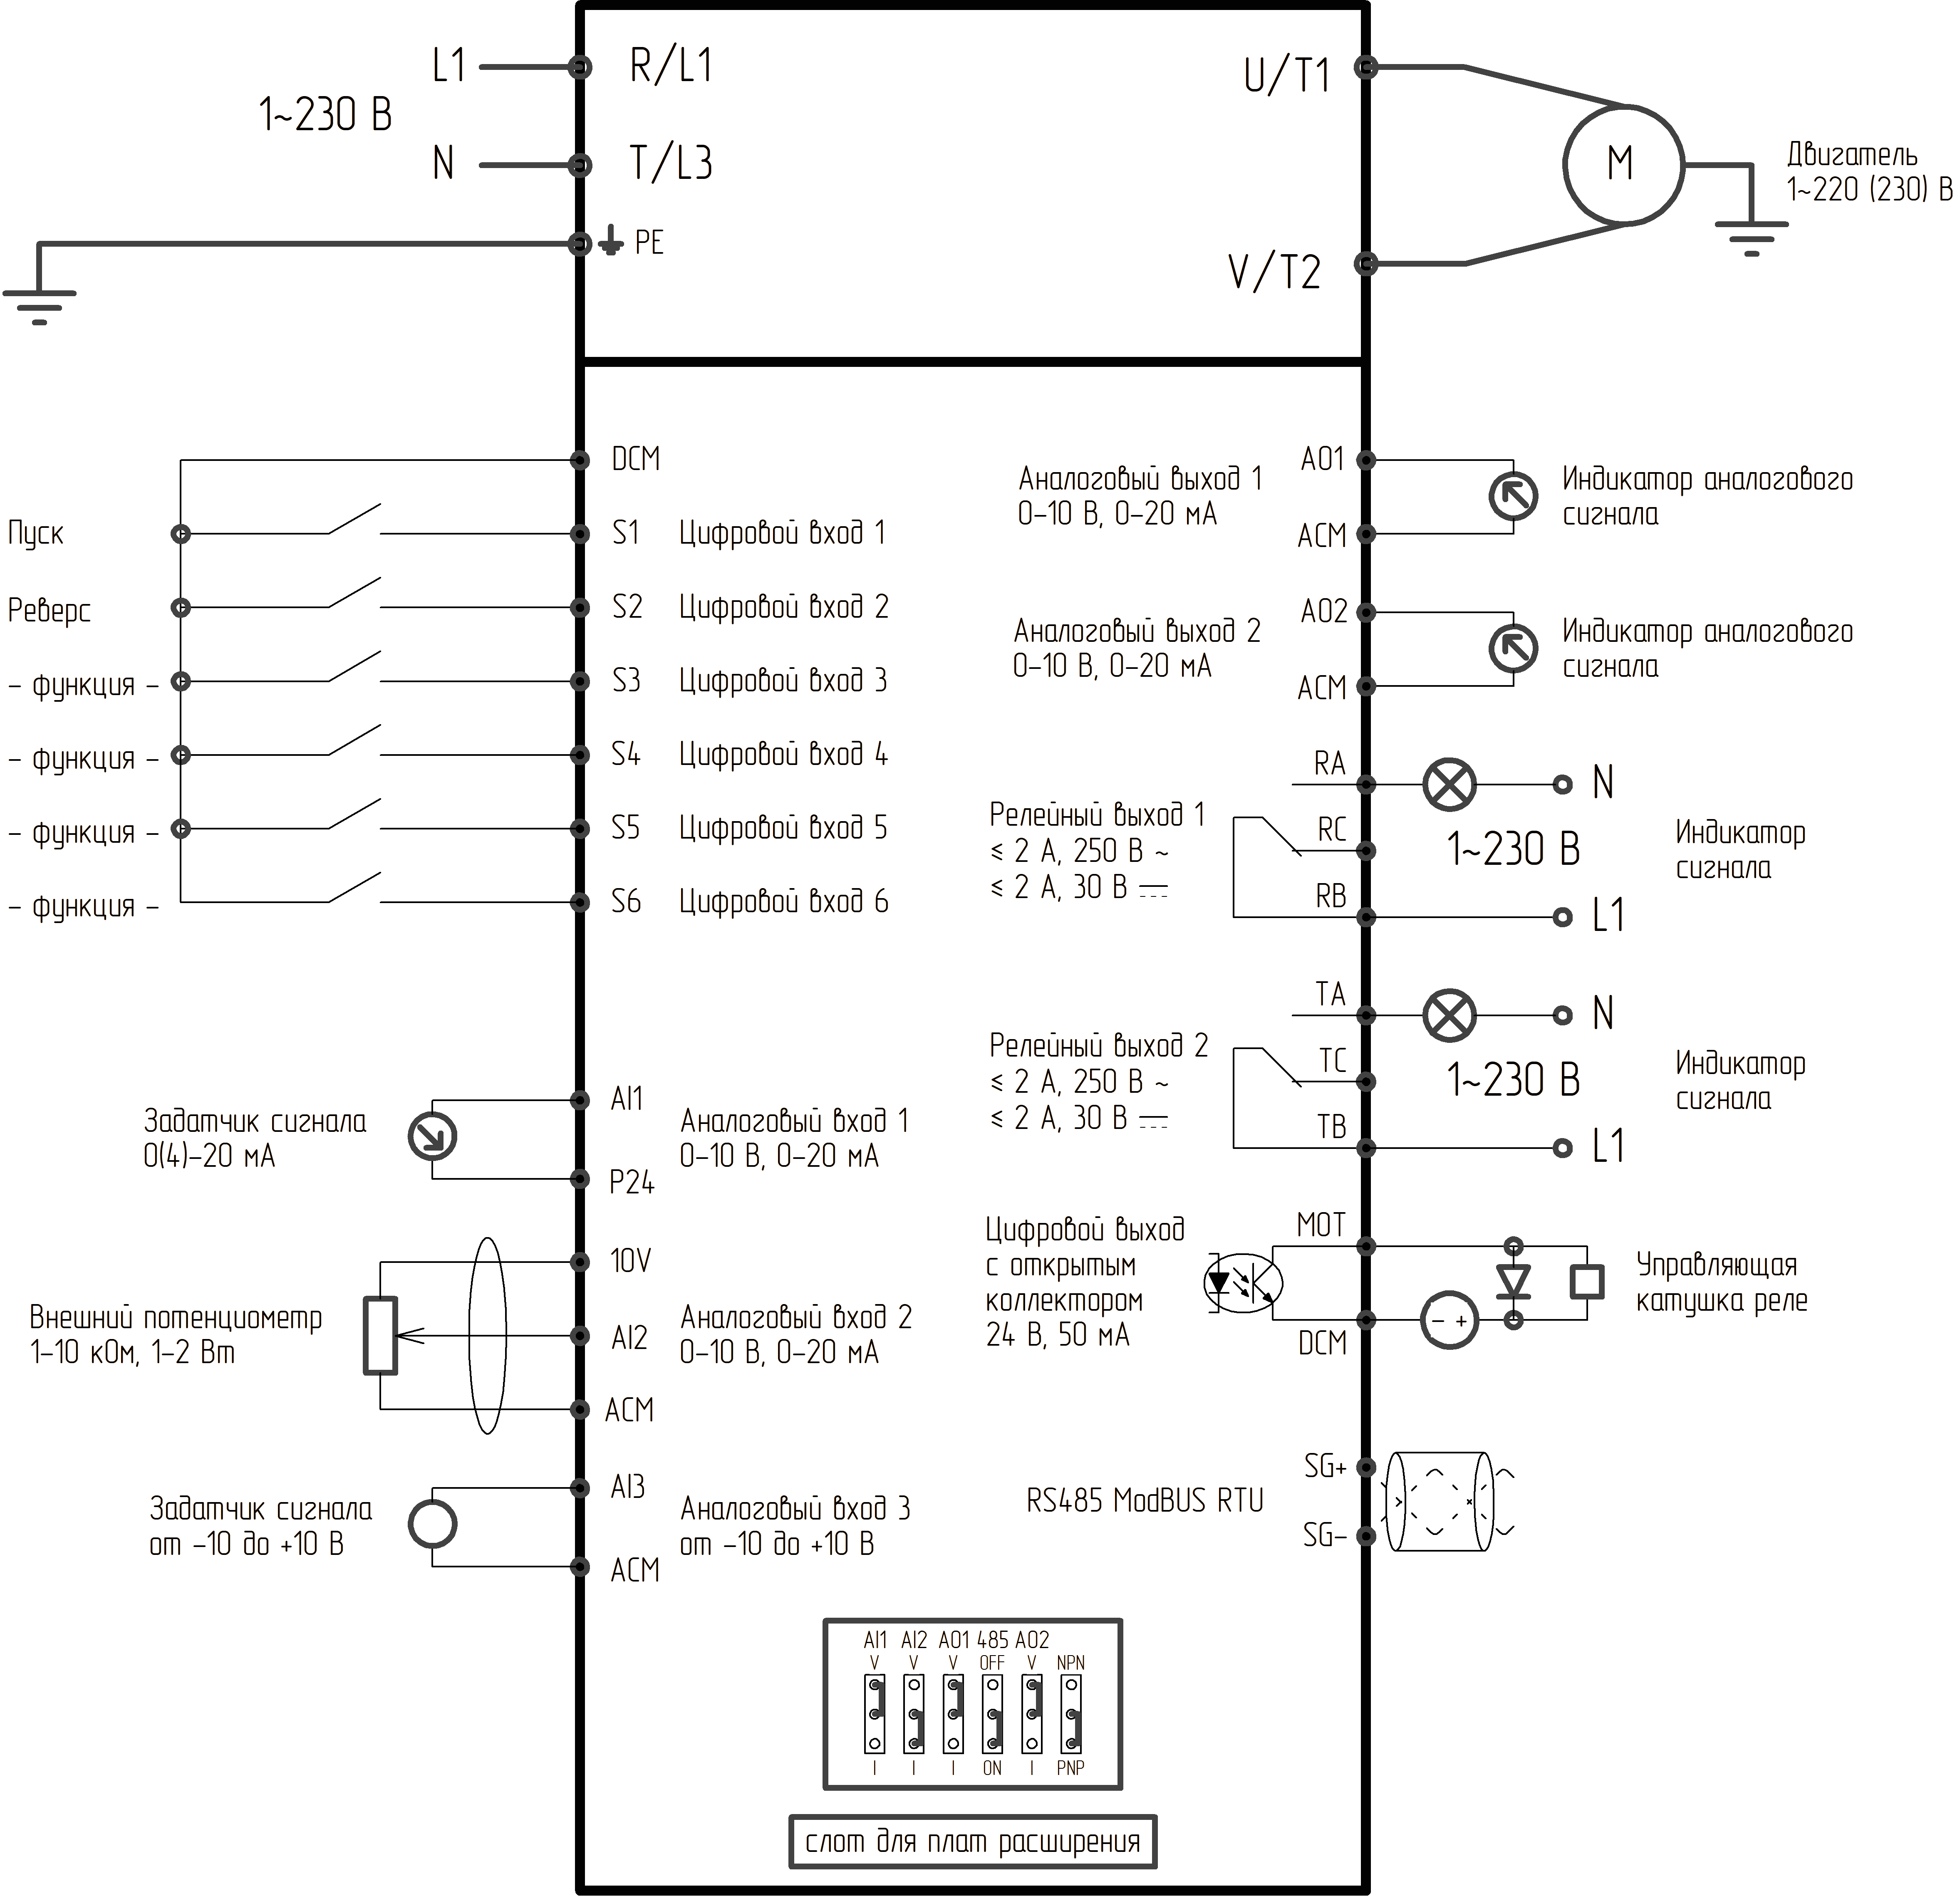 L1
R/L1
1~230 В
N
T/L3
PE
U/T1
V/T2
M
Двигатель
1~220 (230) В
DCM
Пуск
S1
Цифровой вход 1
Реверс
S2
Цифровой вход 2
- функция -
S3
Цифровой вход 3
- функция -
S4
Цифровой вход 4
- функция -
S5
Цифровой вход 5
- функция -
S6
Цифровой вход 6
Задатчик сигнала
0(4)-20 мА
AI1
P24
Аналоговый вход 1
0-10 В, 0-20 мА
Внешний потенциометр
1-10 кОм, 1-2 Вт
10V
AI2
ACM
Аналоговый вход 2
0-10 В, 0-20 мА
Задатчик сигнала
от -10 до +10 В
AI3
ACM
Аналоговый вход 3
от -10 до +10 В
Аналоговый выход 1
0-10 В, 0-20 мА
AO1
ACM
Индикатор аналогового
сигнала
Аналоговый выход 2
0-10 В, 0-20 мА
AO2
ACM
Индикатор аналогового
сигнала
Релейный выход 1
≤ 2 А, 250 В ~
≤ 2 А, 30 В ⎓
RA
RC
RB
N
1~230 В
L1
Индикатор
сигнала
Релейный выход 2
≤ 2 А, 250 В ~
≤ 2 А, 30 В ⎓
TA
TC
TB
N
1~230 В
L1
Индикатор
сигнала
Цифровой выход
с открытым
коллектором
24 В, 50 мА
MOT
DCM
- +
Управляющая
катушка реле
RS485 ModBUS RTU
SG+
SG-
AI1 AI2 AO1 485 AO2
V V V OFF V NPN
I I I ON I PNP
слот для плат расширения